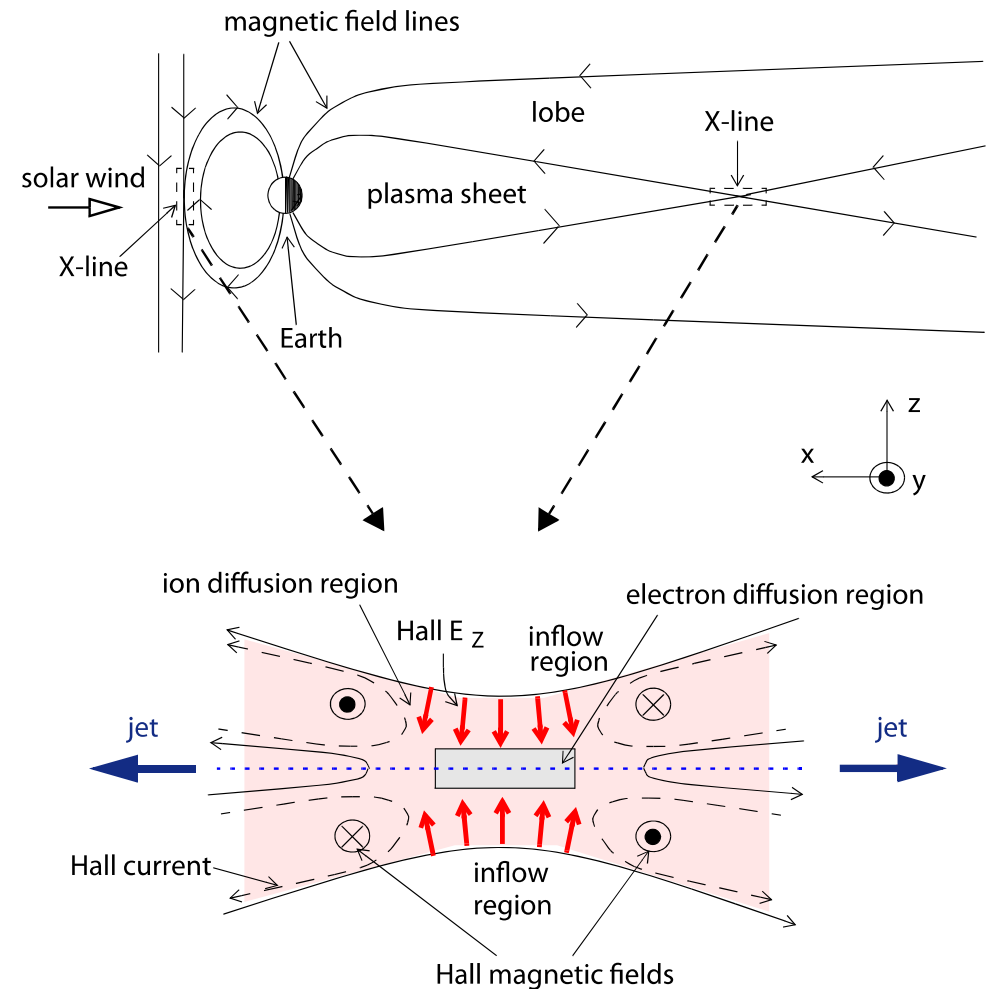 magnetic field lines
lobe
X-line
solar wind
plasma sheet
X-line
Earth
z
x
y
ion diffusion region
electron diffusion region
Hall E Z
inflow
region
jet
jet
Hall current
inflow
region
Hall magnetic fields